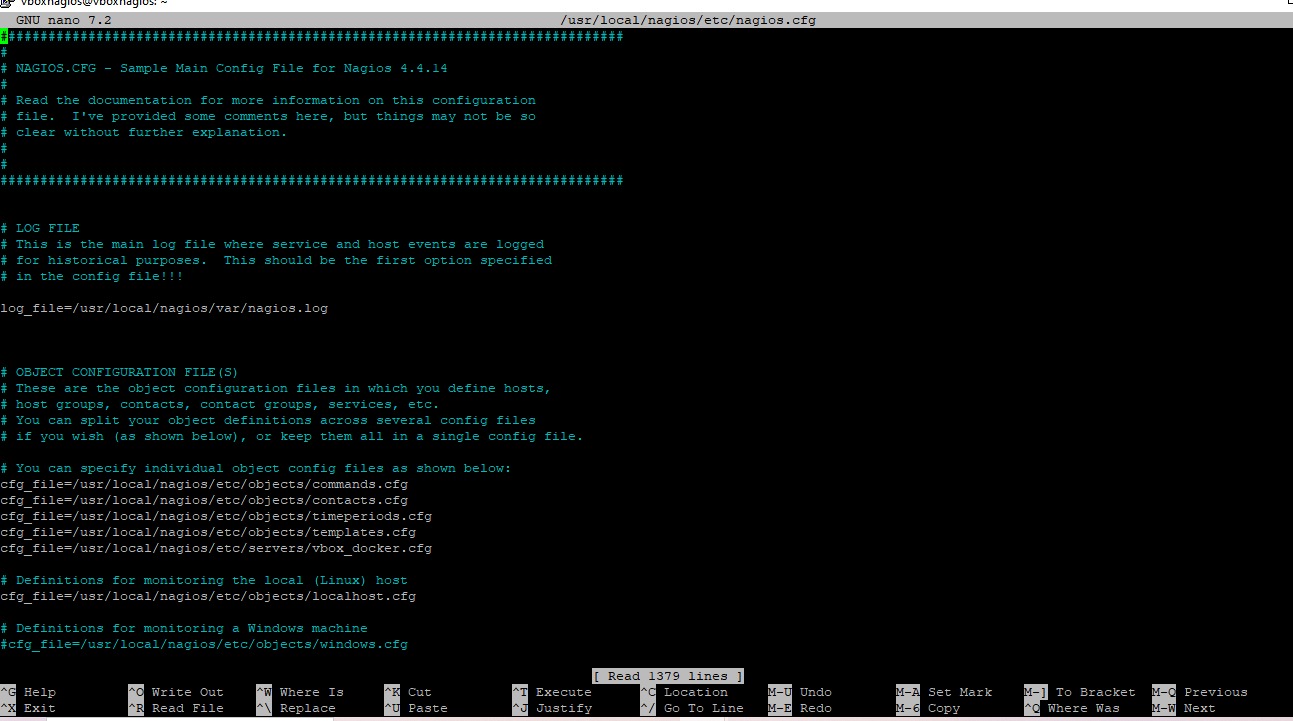 vboxnagios@vboxnagios: ~
GNU nano 7.2 /usr/local/nagios/etc/nagios.cfg
##############################################################################
#
# NAGIOS.CFG - Sample Main Config File for Nagios 4.4.14
#
# Read the documentation for more information on this configuration
# file.  I've provided some comments here, but things may not be so
# clear without further explanation.
#
#
##############################################################################
# LOG FILE
# This is the main log file where service and host events are logged
# for historical purposes.  This should be the first option specified
# in the config file!!!
log_file=/usr/local/nagios/var/nagios.log
# OBJECT CONFIGURATION FILE(S)
# These are the object configuration files in which you define hosts,
# host groups, contacts, contact groups, services, etc.
# You can split your object definitions across several config files
# if you wish (as shown below), or keep them all in a single config file.
# You can specify individual object config files as shown below:
cfg_file=/usr/local/nagios/etc/objects/commands.cfg
cfg_file=/usr/local/nagios/etc/objects/contacts.cfg
cfg_file=/usr/local/nagios/etc/objects/timeperiods.cfg
cfg_file=/usr/local/nagios/etc/objects/templates.cfg
cfg_file=/usr/local/nagios/etc/servers/vbox_docker.cfg
# Definitions for monitoring the local (Linux) host
cfg_file=/usr/local/nagios/etc/objects/localhost.cfg
# Definitions for monitoring a Windows machine
#cfg_file=/usr/local/nagios/etc/objects/windows.cfg
[ Read 1379 lines ]
^G Help ^O Write Out ^W Where Is ^K Cut ^T Execute ^C Location M-U Undo M-A Set Mark M-] To Bracket M-Q Previous
^X Exit ^R Read File ^\ Replace ^U Paste ^J Justify ^/ Go To Line M-E Redo M-6 Copy ^Q Where Was M-W Next